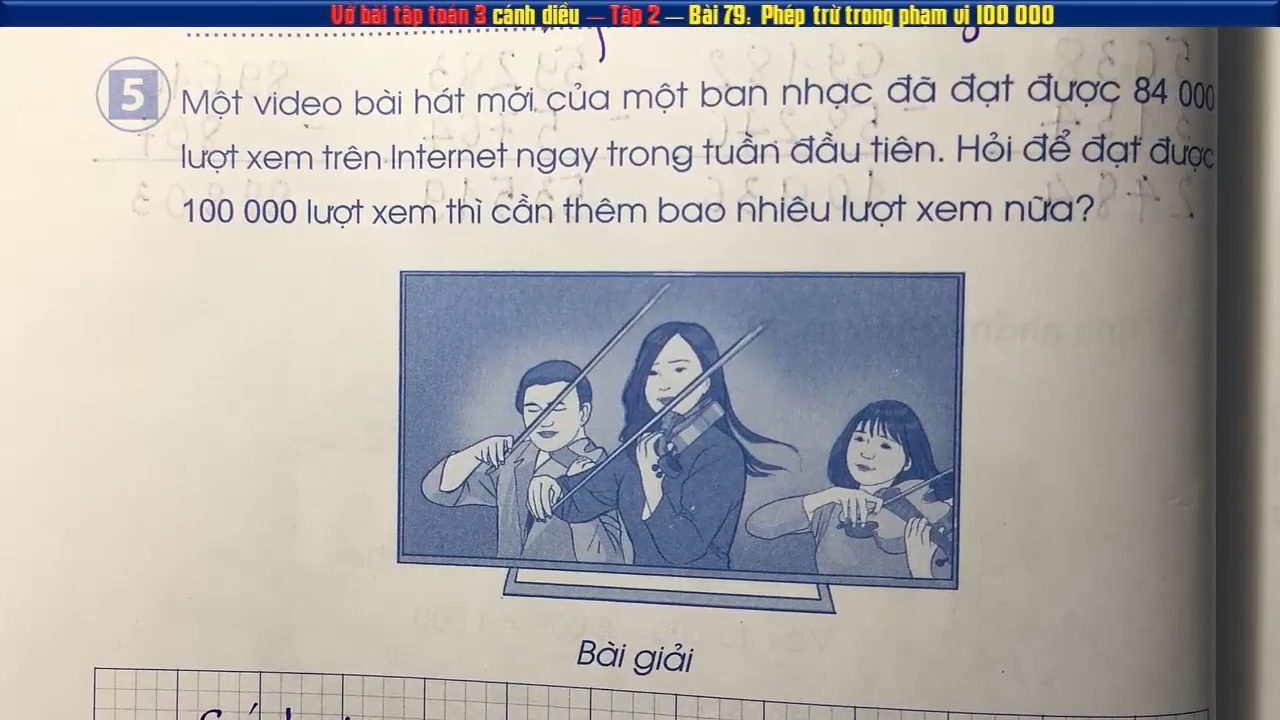 Vở bài tập toán 3 cánh diều – Tập 2 – Bài 79: Phép trừ trong phạm vi 100 000
5
Một video bài hát mới của một ban nhạc đã đạt được 84 000
lượt xem trên Internet ngay trong tuần đầu tiên. Hỏi để đạt được
100 000 lượt xem thì cần thêm bao nhiêu lượt xem nữa?
Bài giải